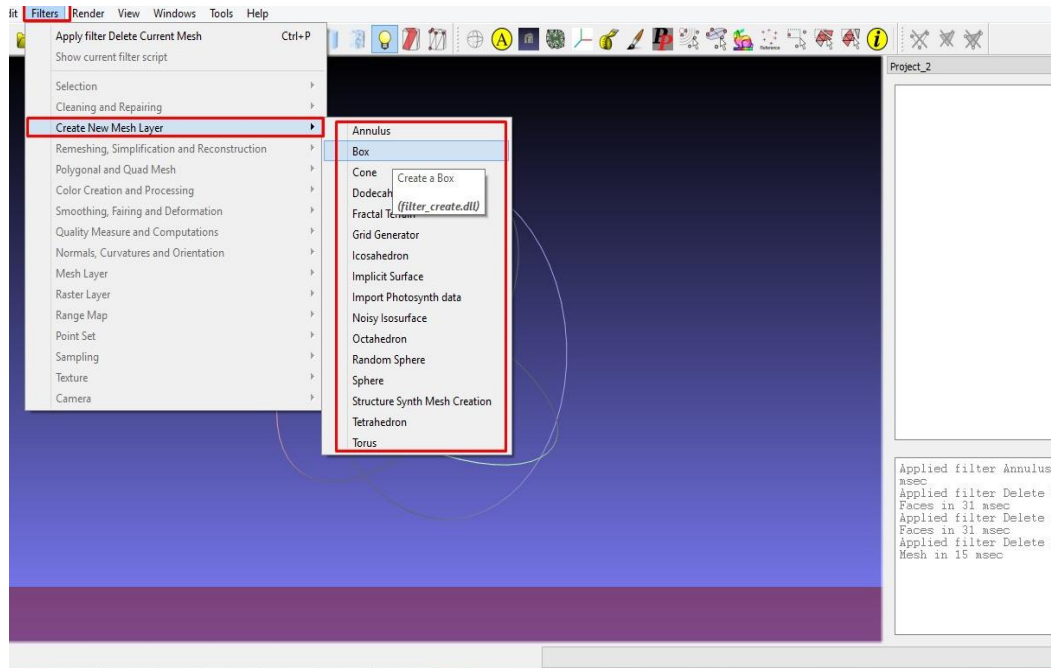 it Filters Render View Windows Tools Help
Apply filter Delete Current Mesh Ctrl+P
Show current filter script
Selection
Cleaning and Repairing
Create New Mesh Layer
Remeshing, Simplification and Reconstruction
Polygonal and Quad Mesh
Color Creation and Processing
Smoothing, Fairing and Deformation
Quality Measure and Computations
Normals, Curvatures and Orientation
Mesh Layer
Raster Layer
Range Map
Point Set
Sampling
Texture
Camera
Annulus
Box
Cone
Dodecah
Fractal Terrain
Grid Generator
Icosahedron
Implicit Surface
Import Photosynth data
Noisy Isosurface
Octahedron
Random Sphere
Sphere
Structure Synth Mesh Creation
Tetrahedron
Torus
Create a Box
(filter_create.dll)
A
i
Project_2
Applied filter Annulus
msec
Applied filter Delete
Faces in 31 msec
Applied filter Delete
Faces in 31 msec
Applied filter Delete
Mesh in 15 msec